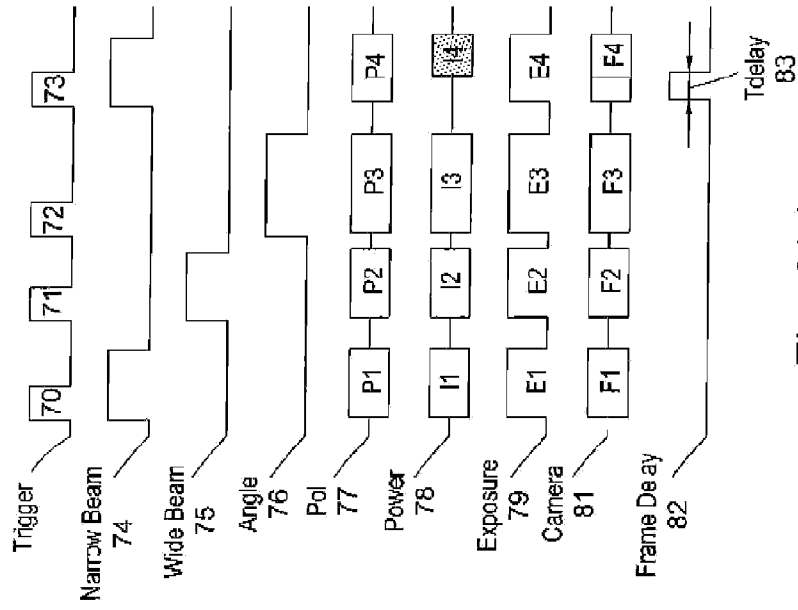 Trigger
70
71
72
73
Narrow Beam
74
Wide Beam
75
Angle
76
Pol
77
P1
P2
P3
P4
Power
78
I1
I2
I3
I4
Exposure
79
E1
E2
E3
E4
Camera
81
F1
F2
F3
F4
Frame Delay
82
Tdelay
83